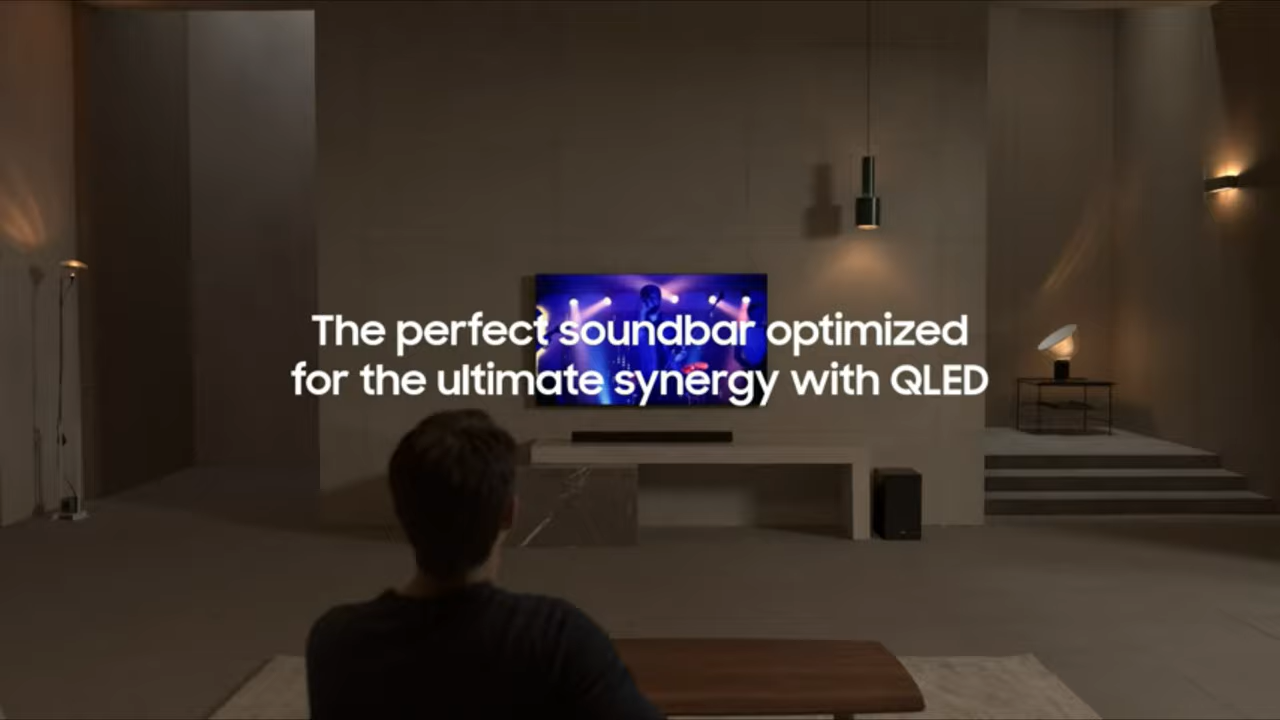 The perfect soundbar optimized
for the ultimate synergy with QLED